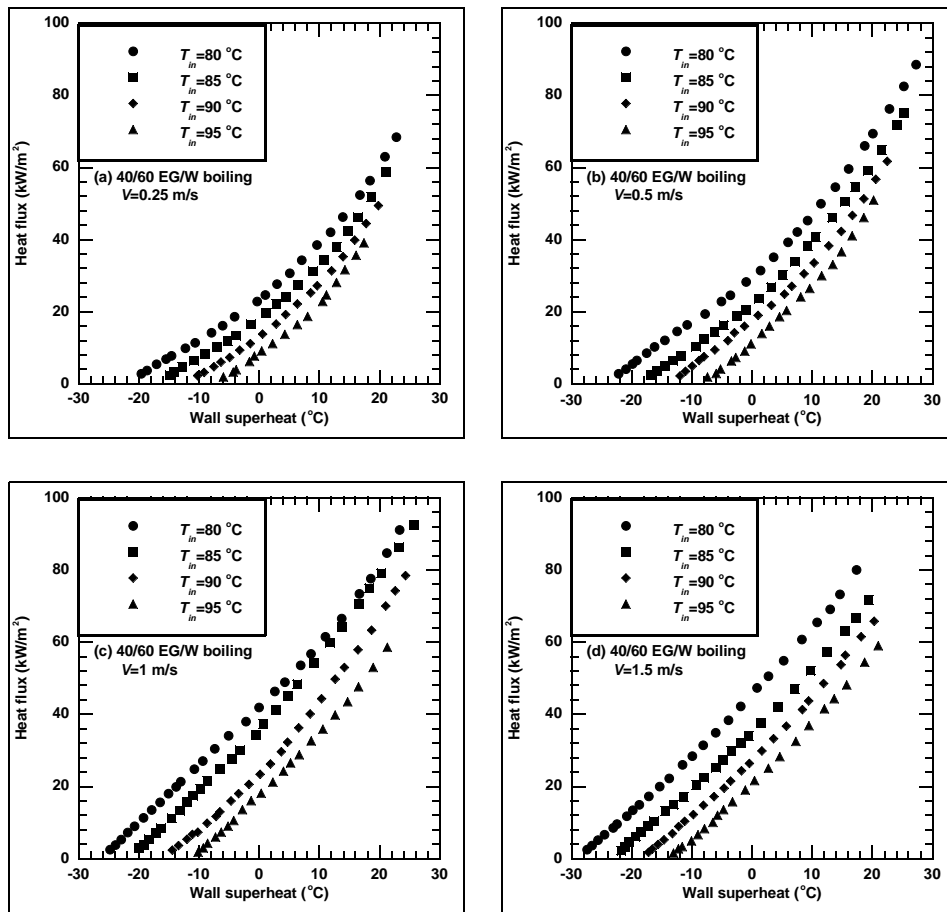 100
80
60
40
20
0
Heat flux (kW/m²)
T_in=80 °C
T_in=85 °C
T_in=90 °C
T_in=95 °C
(a) 40/60 EG/W boiling
V=0.25 m/s
-30 -20 -10 0 10 20 30
Wall superheat (°C)
100
80
60
40
20
0
Heat flux (kW/m²)
T_in=80 °C
T_in=85 °C
T_in=90 °C
T_in=95 °C
(b) 40/60 EG/W boiling
V=0.5 m/s
-30 -20 -10 0 10 20 30
Wall superheat (°C)
100
80
60
40
20
0
Heat flux (kW/m²)
T_in=80 °C
T_in=85 °C
T_in=90 °C
T_in=95 °C
(c) 40/60 EG/W boiling
V=1 m/s
-30 -20 -10 0 10 20 30
Wall superheat (°C)
100
80
60
40
20
0
Heat flux (kW/m²)
T_in=80 °C
T_in=85 °C
T_in=90 °C
T_in=95 °C
(d) 40/60 EG/W boiling
V=1.5 m/s
-30 -20 -10 0 10 20 30
Wall superheat (°C)